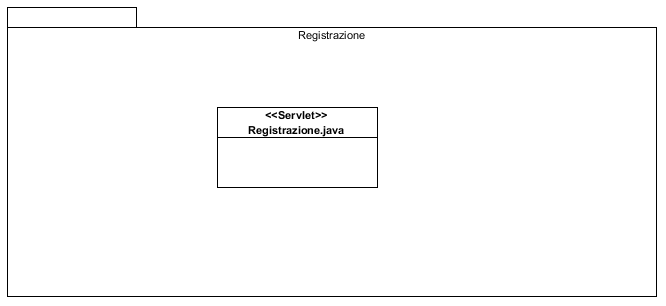 Registrazione
<<Servlet>>
Registrazione.java